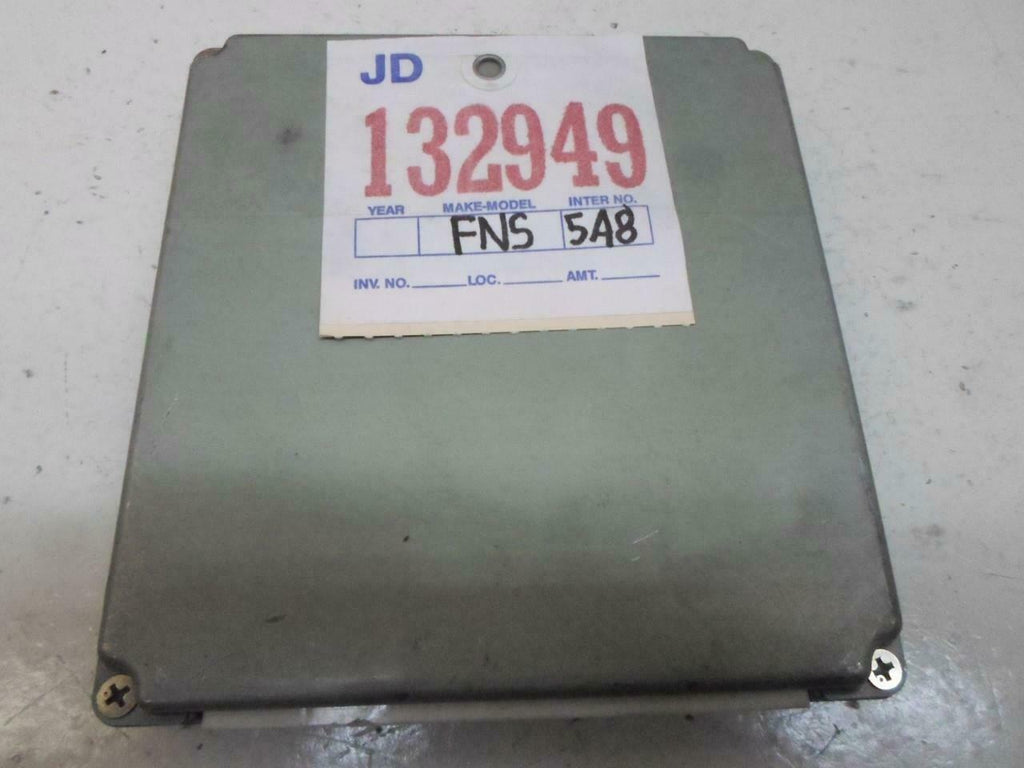 JD
132949
YEAR MAKE-MODEL INTER NO.
FNS 5A8
INV. NO. LOC. AMT.